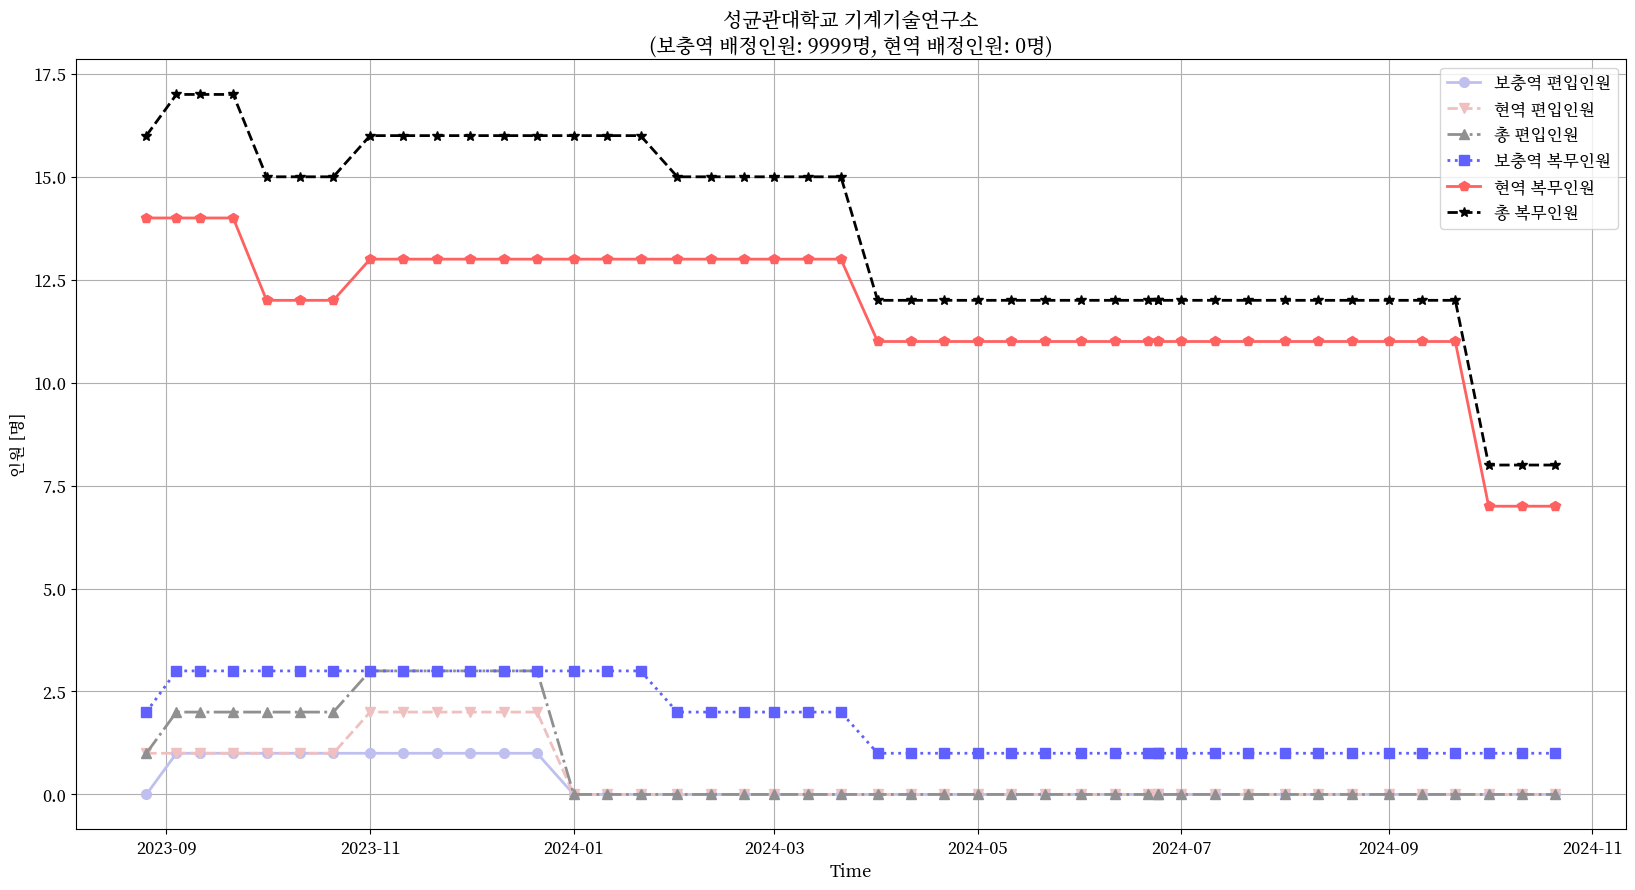 성균관대학교 기계기술연구소
(보충역 배정인원: 9999명, 현역 배정인원: 0명)
17.5
15.0
12.5
10.0
7.5
5.0
2.5
0.0
인원 [명]
보충역 편입인원
현역 편입인원
총 편입인원
보충역 복무인원
현역 복무인원
총 복무인원
2023-09
2023-11
2024-01
2024-03
2024-05
2024-07
2024-09
2024-11
Time